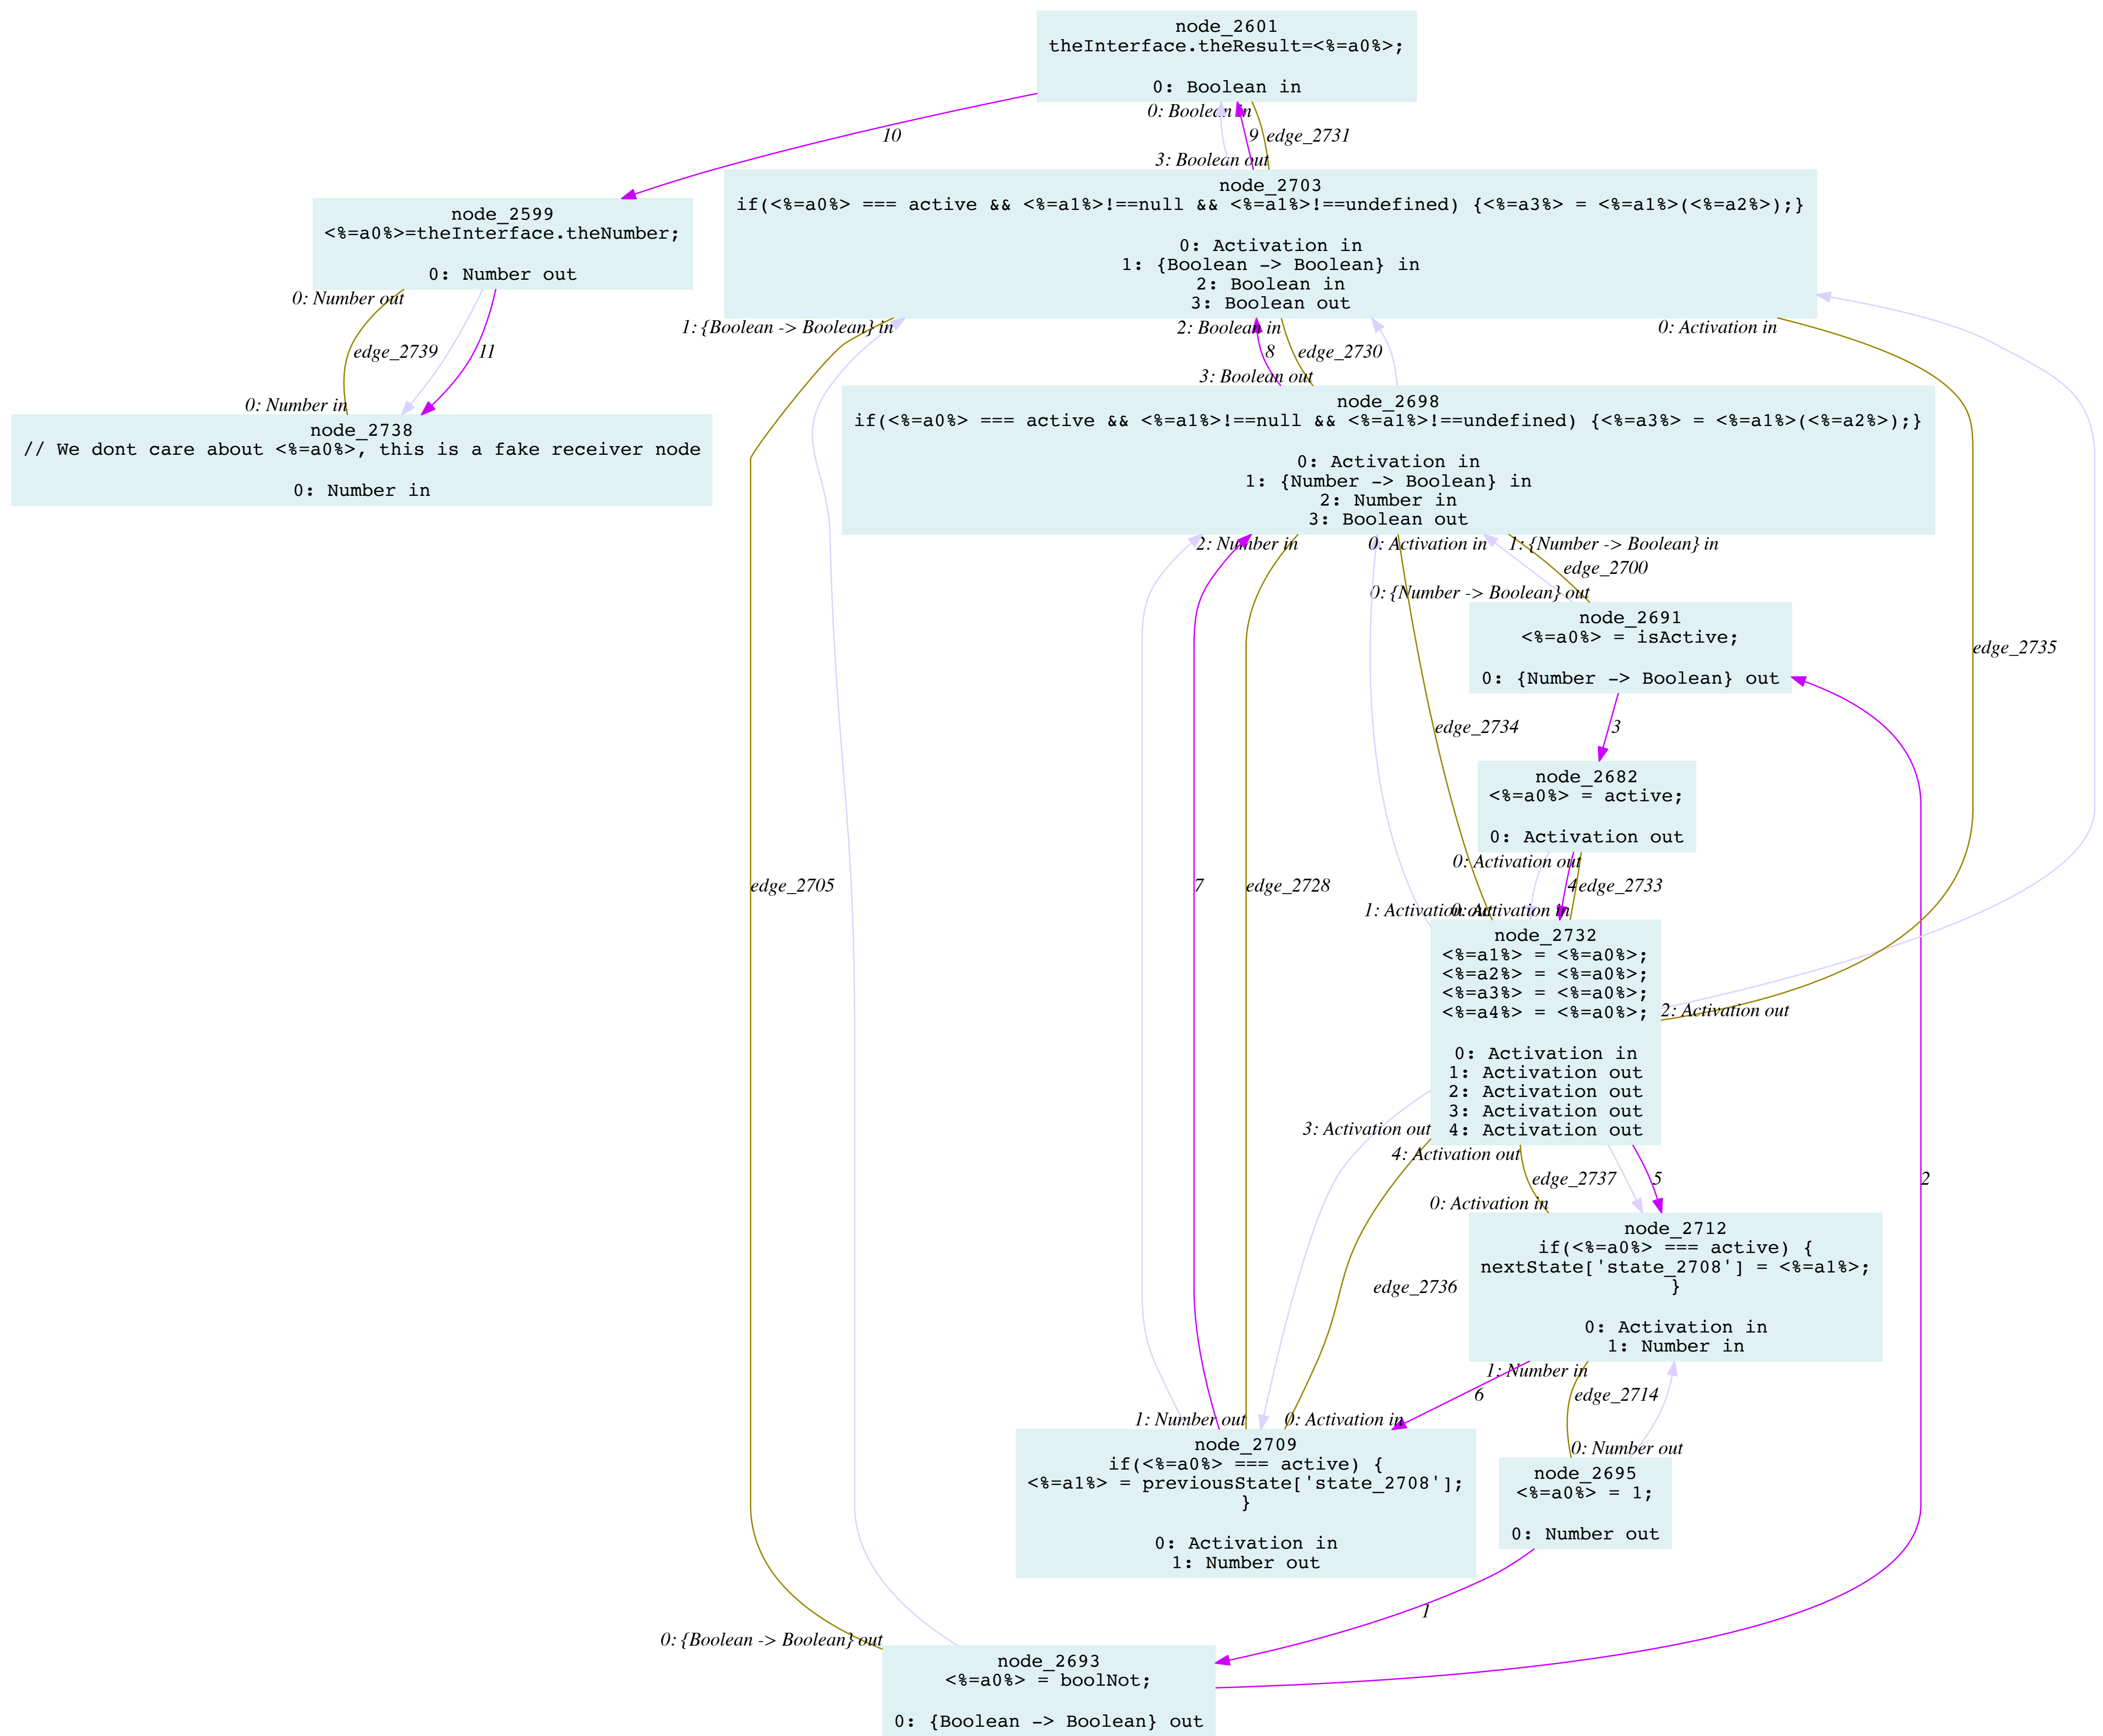 node_2601
theInterface.theResult=<%=a0%>;
0: Boolean in
0: Boolean in
10
9
edge_2731
3: Boolean out
node_2703
if(<%=a0%> === active && <%=a1%>!==null && <%=a1%>!==undefined) {<%=a3%> = <%=a1%>(<%=a2%>);}
0: Activation in
1: {Boolean -> Boolean} in
2: Boolean in
3: Boolean out
node_2599
<%=a0%>=theInterface.theNumber;
0: Number out
0: Number out
1: {Boolean -> Boolean} in
2: Boolean in
0: Activation in
edge_2739
11
8
edge_2730
3: Boolean out
0: Number in
node_2738
// We dont care about <%=a0%>, this is a fake receiver node
0: Number in
node_2698
if(<%=a0%> === active && <%=a1%>!==null && <%=a1%>!==undefined) {<%=a3%> = <%=a1%>(<%=a2%>);}
0: Activation in
1: {Number -> Boolean} in
2: Number in
3: Boolean out
2: Number in
0: Activation in
1: {Number -> Boolean} in
edge_2700
0: {Number -> Boolean} out
node_2691
<%=a0%> = isActive;
0: {Number -> Boolean} out
edge_2735
edge_2734
3
node_2682
<%=a0%> = active;
0: Activation out
0: Activation out
edge_2705
7
edge_2728
4
edge_2733
1: Activation out
0: Activation in
node_2732
<%=a1%> = <%=a0%>;
<%=a2%> = <%=a0%>;
<%=a3%> = <%=a0%>;
<%=a4%> = <%=a0%>;
2: Activation out
0: Activation in
1: Activation out
2: Activation out
3: Activation out
4: Activation out
3: Activation out
4: Activation out
edge_2737
5
2
0: Activation in
node_2712
if(<%=a0%> === active) {
nextState['state_2708'] = <%=a1%>;
}
0: Activation in
1: Number in
edge_2736
1: Number in
6
edge_2714
1: Number out
0: Activation in
0: Number out
node_2709
if(<%=a0%> === active) {
<%=a1%> = previousState['state_2708'];
}
0: Activation in
1: Number out
node_2695
<%=a0%> = 1;
0: Number out
1
0: {Boolean -> Boolean} out
node_2693
<%=a0%> = boolNot;
0: {Boolean -> Boolean} out